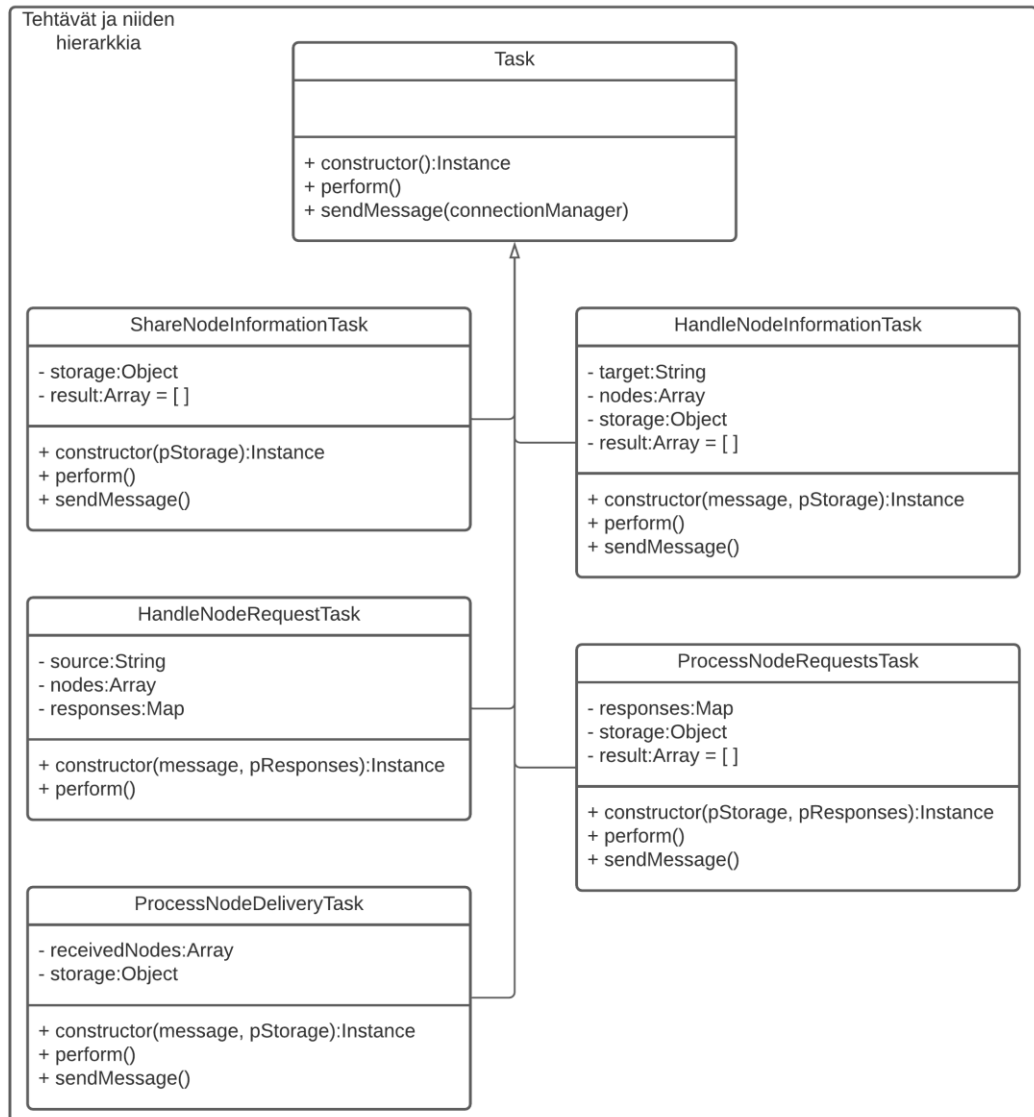 Tehtävät ja niiden
hierarkkia
Task
+ constructor():Instance
+ perform()
+ sendMessage(connectionManager)
ShareNodeInformationTask
- storage:Object
- result:Array = [ ]
+ constructor(pStorage):Instance
+ perform()
+ sendMessage()
HandleNodeInformationTask
- target:String
- nodes:Array
- storage:Object
- result:Array = [ ]
+ constructor(message, pStorage):Instance
+ perform()
+ sendMessage()
HandleNodeRequestTask
- source:String
- nodes:Array
- responses:Map
+ constructor(message, pResponses):Instance
+ perform()
ProcessNodeRequestsTask
- responses:Map
- storage:Object
- result:Array = [ ]
+ constructor(pStorage, pResponses):Instance
+ perform()
+ sendMessage()
ProcessNodeDeliveryTask
- receivedNodes:Array
- storage:Object
+ constructor(message, pStorage):Instance
+ perform()
+ sendMessage()